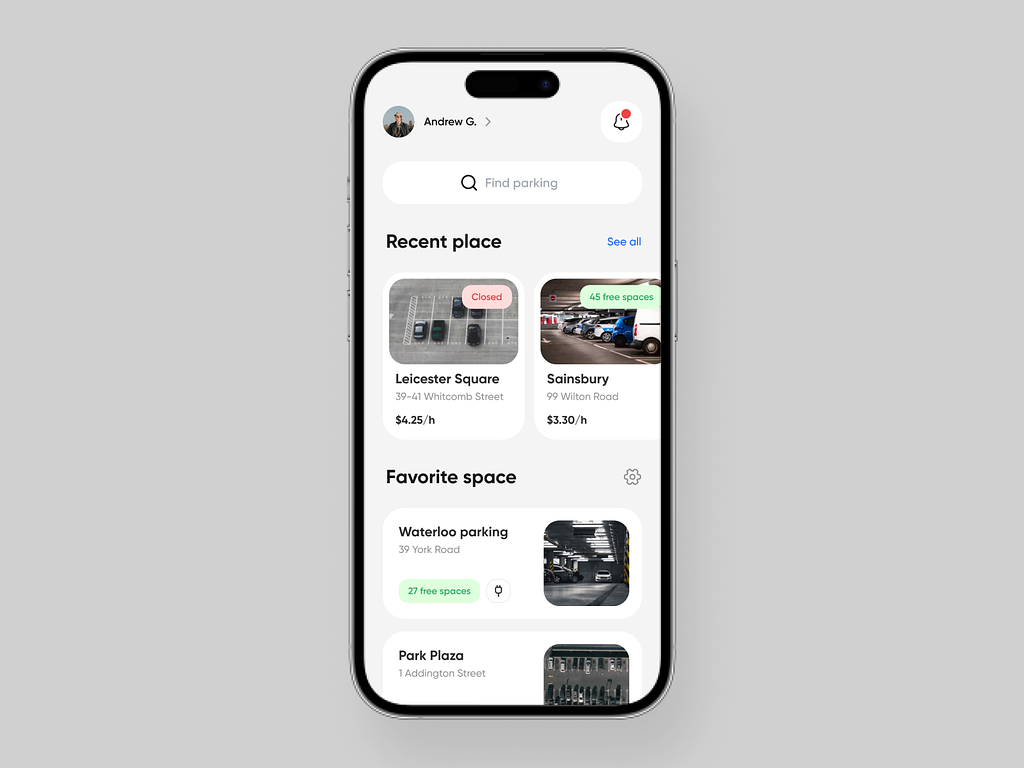 Andrew G.
Find parking
Recent place
See all
Closed
45 free spaces
Leicester Square
39-41 Whitcomb Street
$4.25/h
Sainsbury
99 Wilton Road
$3.30/h
Favorite space
Waterloo parking
39 York Road
27 free spaces
Park Plaza
1 Addington Street